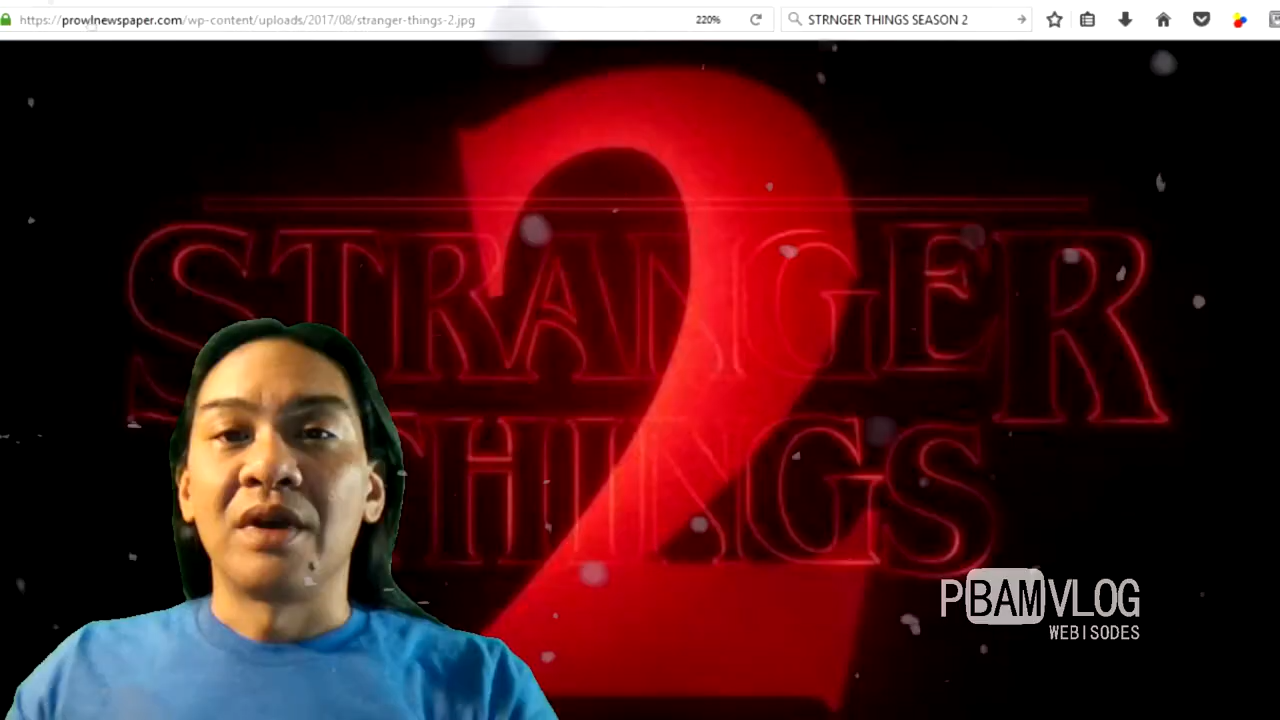 https://prowlnewspaper.com/wp-content/uploads/2017/08/stranger-things-2.jpg
220%
STRNGER THINGS SEASON 2
2
STRANGER
THINGS
PBAMVLOG
WEBISODES